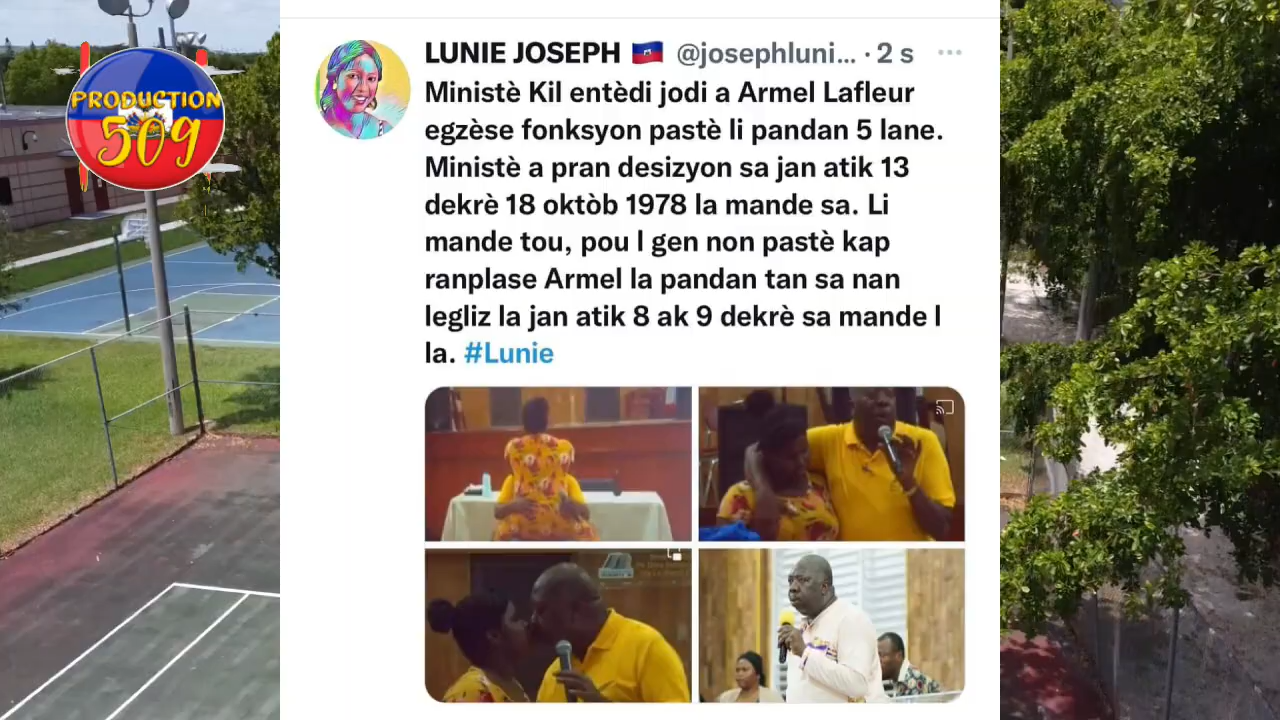 PRODUCTION
509
LUNIE JOSEPH 🇭🇹 @josephluni... · 2 s
Ministè Kil entèdi jodi a Armel Lafleur
egzèse fonksyon pastè li pandan 5 lane.
Ministè a pran desizyon sa jan atik 13
dekrè 18 oktòb 1978 la mande sa. Li
mande tou, pou l gen non pastè kap
ranplase Armel la pandan tan sa nan
legliz la jan atik 8 ak 9 dekrè sa mande l
la. #Lunie